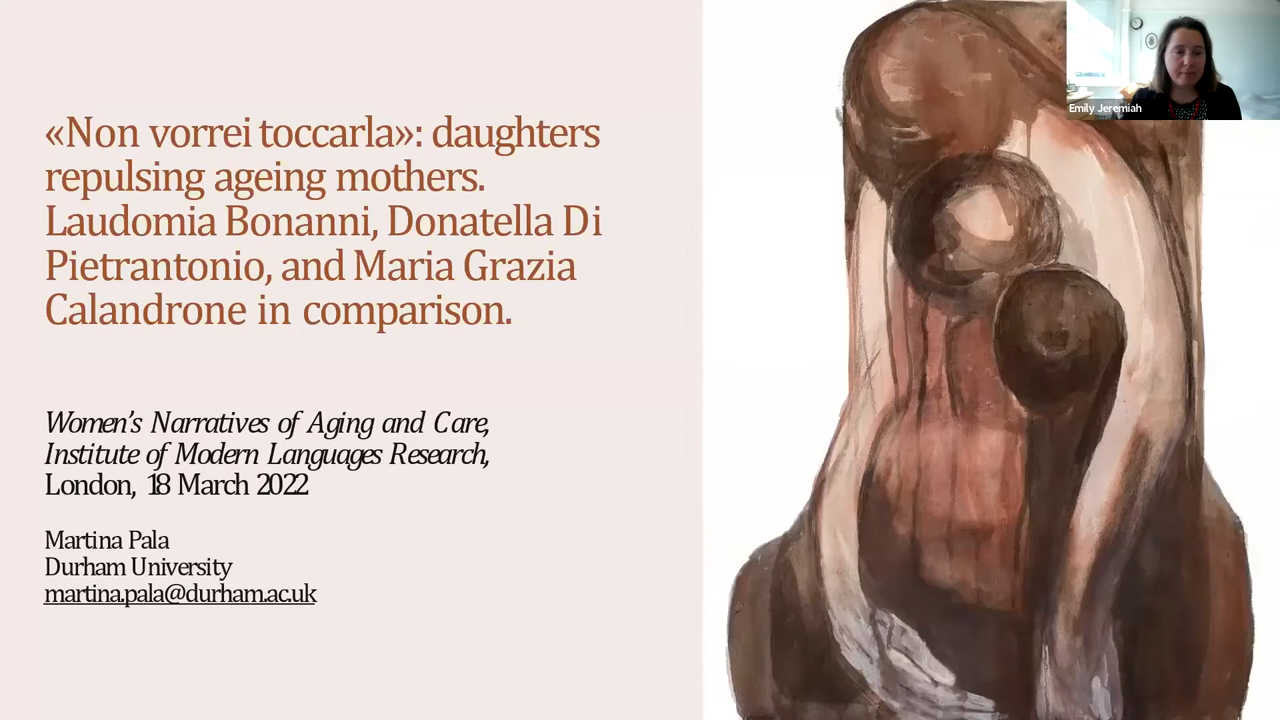 «Non vorrei toccarla»: daughters
repulsing ageing mothers.
Laudomia Bonanni, Donatella Di
Pietrantonio, and Maria Grazia
Calandrone in comparison.
Women's Narratives of Aging and Care,
Institute of Modern Languages Research,
London, 18 March 2022
Martina Pala
Durham University
martina.pala@durham.ac.uk
Emily Jeremiah